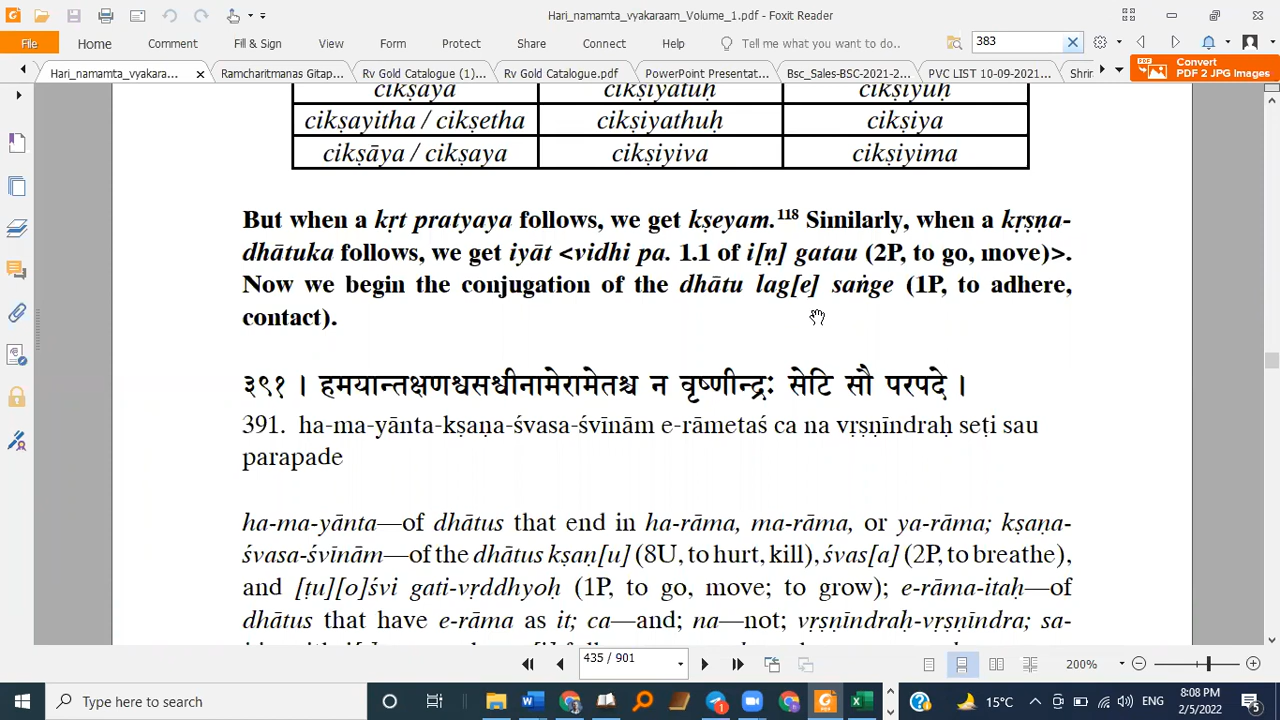 Hari_namamta_vyakaraam_Volume_1.pdf - Foxit Reader
File Home Comment Fill & Sign View Form Protect Share Connect Help Tell me what you want to do.. 383
Hari_namamta_vyakara... Ramcharitmanas Gitap... Rv Gold Catalogue (1)... Rv Gold Catalogue.pdf PowerPoint Presentat... Bsc_Sales-BSC-2021-2... PVC LIST 10-09-2021... Shrir
Convert
PDF 2 JPG Images
cikṣaya cikṣiyatuḥ cikṣiyuḥ
cikṣayitha / cikṣetha cikṣiyathuḥ cikṣiya
cikṣāya / cikṣaya cikṣiyiva cikṣiyima
But when a kṛt pratyaya follows, we get kṣeyam.118 Similarly, when a kṛṣṇa-
dhātuka follows, we get iyāt <vidhi pa. 1.1 of i[ṇ] gatau (2P, to go, move)>.
Now we begin the conjugation of the dhātu lag[e] saṅge (1P, to adhere,
contact).
३९१ । हमयान्तक्षणश्वसश्वीनामेरामेतश्च न वृष्णीन्द्रः सेटि सौ परपदे ।
391. ha-ma-yānta-kṣaṇa-śvasa-śvīnām e-rāmetaś ca na vṛṣṇīndraḥ seṭi sau
parapade
ha-ma-yānta—of dhātus that end in ha-rāma, ma-rāma, or ya-rāma; kṣaṇa-
śvasa-śvīnām—of the dhātus kṣaṇ[u] (8U, to hurt, kill), śvas[a] (2P, to breathe),
and [ṭu][o]śvi gati-vṛddhyoḥ (1P, to go, move; to grow); e-rāma-itaḥ—of
dhātus that have e-rāma as it; ca—and; na—not; vṛṣṇīndraḥ-vṛṣṇīndra; sa-
435 / 901 200%
Type here to search 15°C ENG 8:08 PM
2/5/2022 5